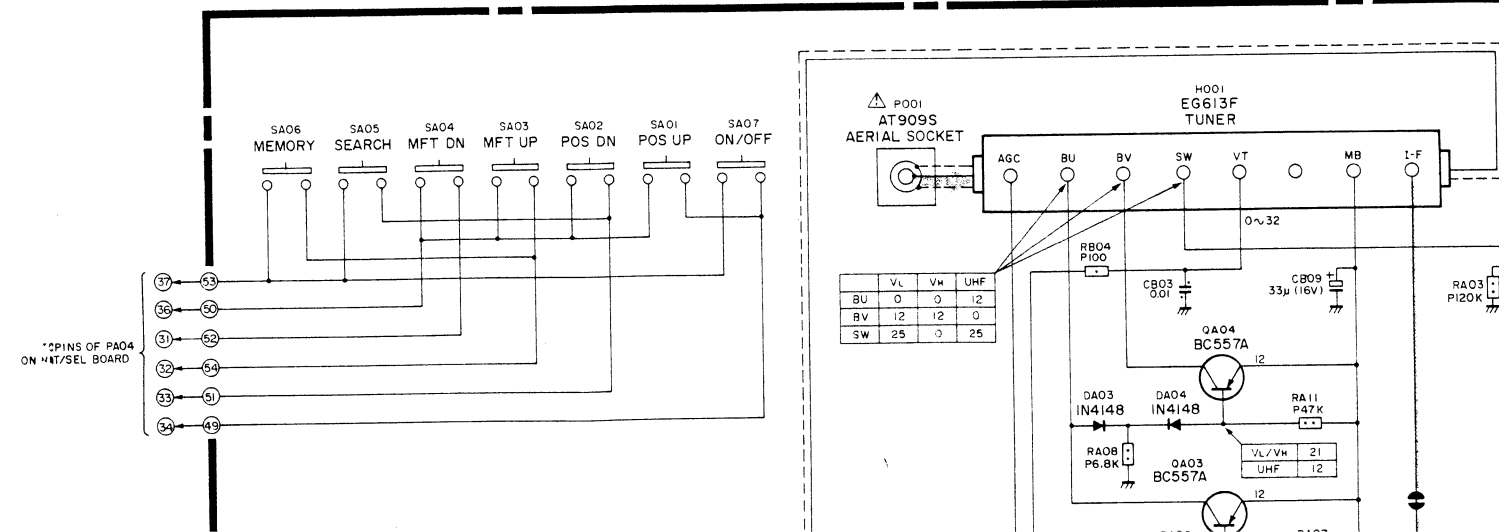 SA06
MEMORY
SA05
SEARCH
SA04
MFT DN
SA03
MFT UP
SA02
POS DN
SA01
POS UP
SA07
ON/OFF
37
53
36
50
31
52
32
54
33
51
34
49
PINS OF PA04
ON /SEL BOARD
P001
AT909S
AERIAL SOCKET
H001
EG613F
TUNER
AGC
BU
BV
SW
VT
MB
I-F
0~32
VL VH UHF
BU 0 0 12
BV 12 12 0
SW 25 0 25
RB04
P100
CB03
0.01
CB09
+
33μ (16V)
RA03
P120K
QA04
BC557A
12
DA03
1N4148
DA04
1N4148
RA11
P47K
RA08
P6.8K
VL/VH 21
UHF 12
QA03
BC557A
12